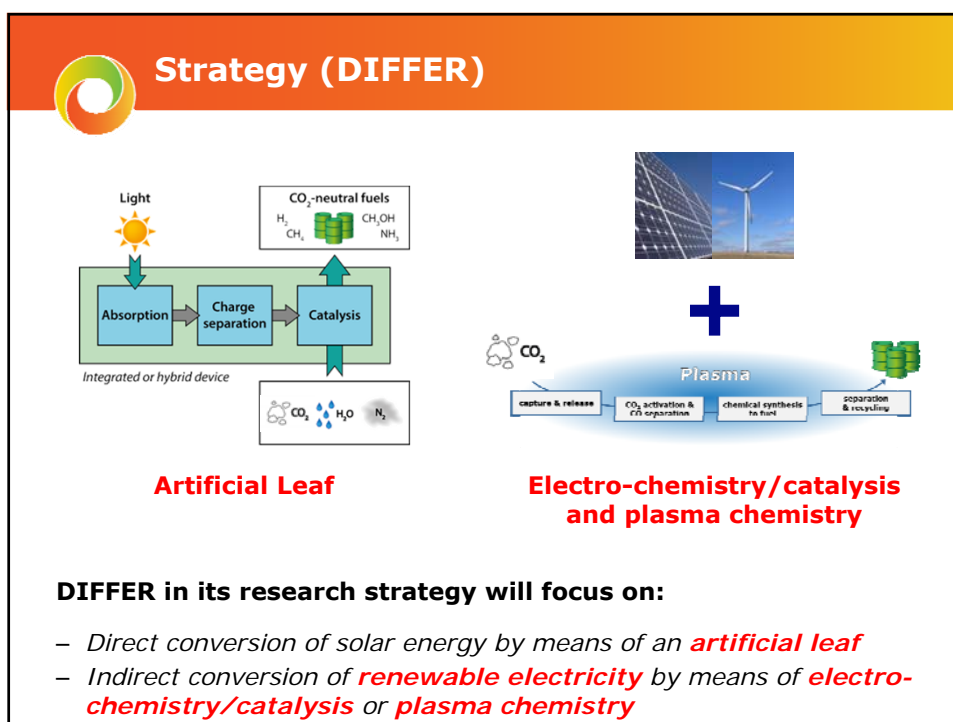 Strategy (DIFFER)
Light
CO₂-neutral fuels
H₂
CH₃OH
CH₄
NH₃
Absorption
Charge
separation
Catalysis
Integrated or hybrid device
CO₂
H₂O
N₂
Artificial Leaf
CO₂
Plasma
capture & release
CO₂ activation &
CO separation
chemical synthesis
to fuel
separation
& recycling
Electro-chemistry/catalysis
and plasma chemistry
DIFFER in its research strategy will focus on:
– Direct conversion of solar energy by means of an artificial leaf
– Indirect conversion of renewable electricity by means of electro-
chemistry/catalysis or plasma chemistry